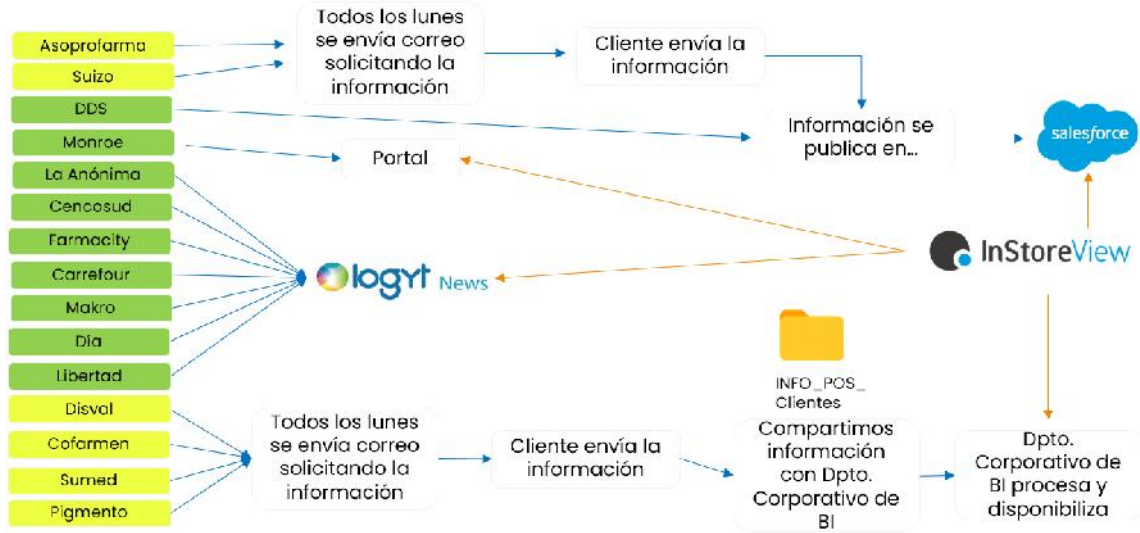 Asoprofarma
Suizo
DDS
Monroe
La Anónima
Cencosud
Farmacity
Carrefour
Makro
Día
Libertad
Disval
Cofarmen
Sumed
Pigmento
Todos los lunes
se envía correo
solicitando la
información
Cliente envía la
información
Información se
publica en...
salesforce
Portal
logyt News
InStoreView
INFO_POS_
Clientes
Todos los lunes
se envía correo
solicitando la
información
Cliente envía la
información
Compartimos
información
con Dpto.
Corporativo de
BI
Dpto.
Corporativo de
BI procesa y
disponibiliza